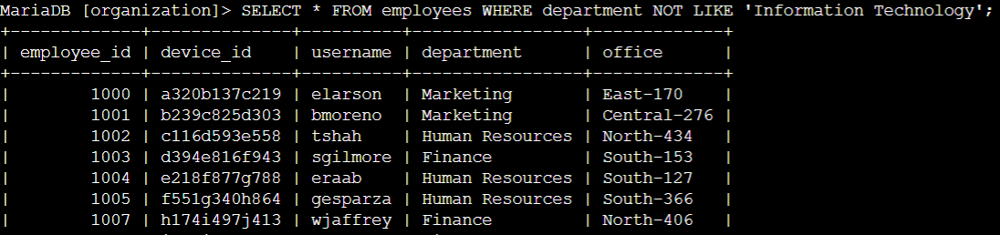 MariaDB [organization]> SELECT * FROM employees WHERE department NOT LIKE 'Information Technology';
+-------------+--------------+----------+-----------------+-------------+
| employee_id | device_id    | username | department      | office      |
+-------------+--------------+----------+-----------------+-------------+
|        1000 | a320b137c219 | elarson  | Marketing       | East-170    |
|        1001 | b239c825d303 | bmoreno  | Marketing       | Central-276 |
|        1002 | c116d593e558 | tshah    | Human Resources | North-434   |
|        1003 | d394e816f943 | sgilmore | Finance         | South-153   |
|        1004 | e218f877g788 | eraab    | Human Resources | South-127   |
|        1005 | f551g340h864 | gesparza | Human Resources | South-366   |
|        1007 | h174i497j413 | wjaffrey | Finance         | North-406   |